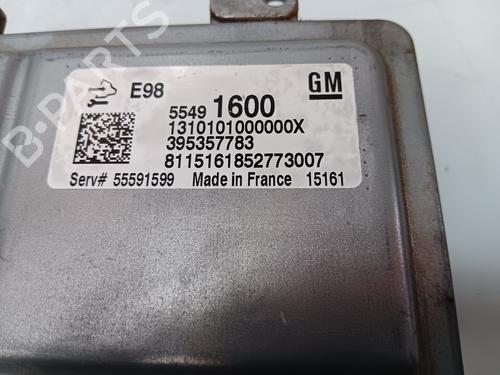 E98
GM
5549 1600
1310101000000X
395357783
8115161852773007
Serv# 55591599 Made in France 15161
B-PARTS